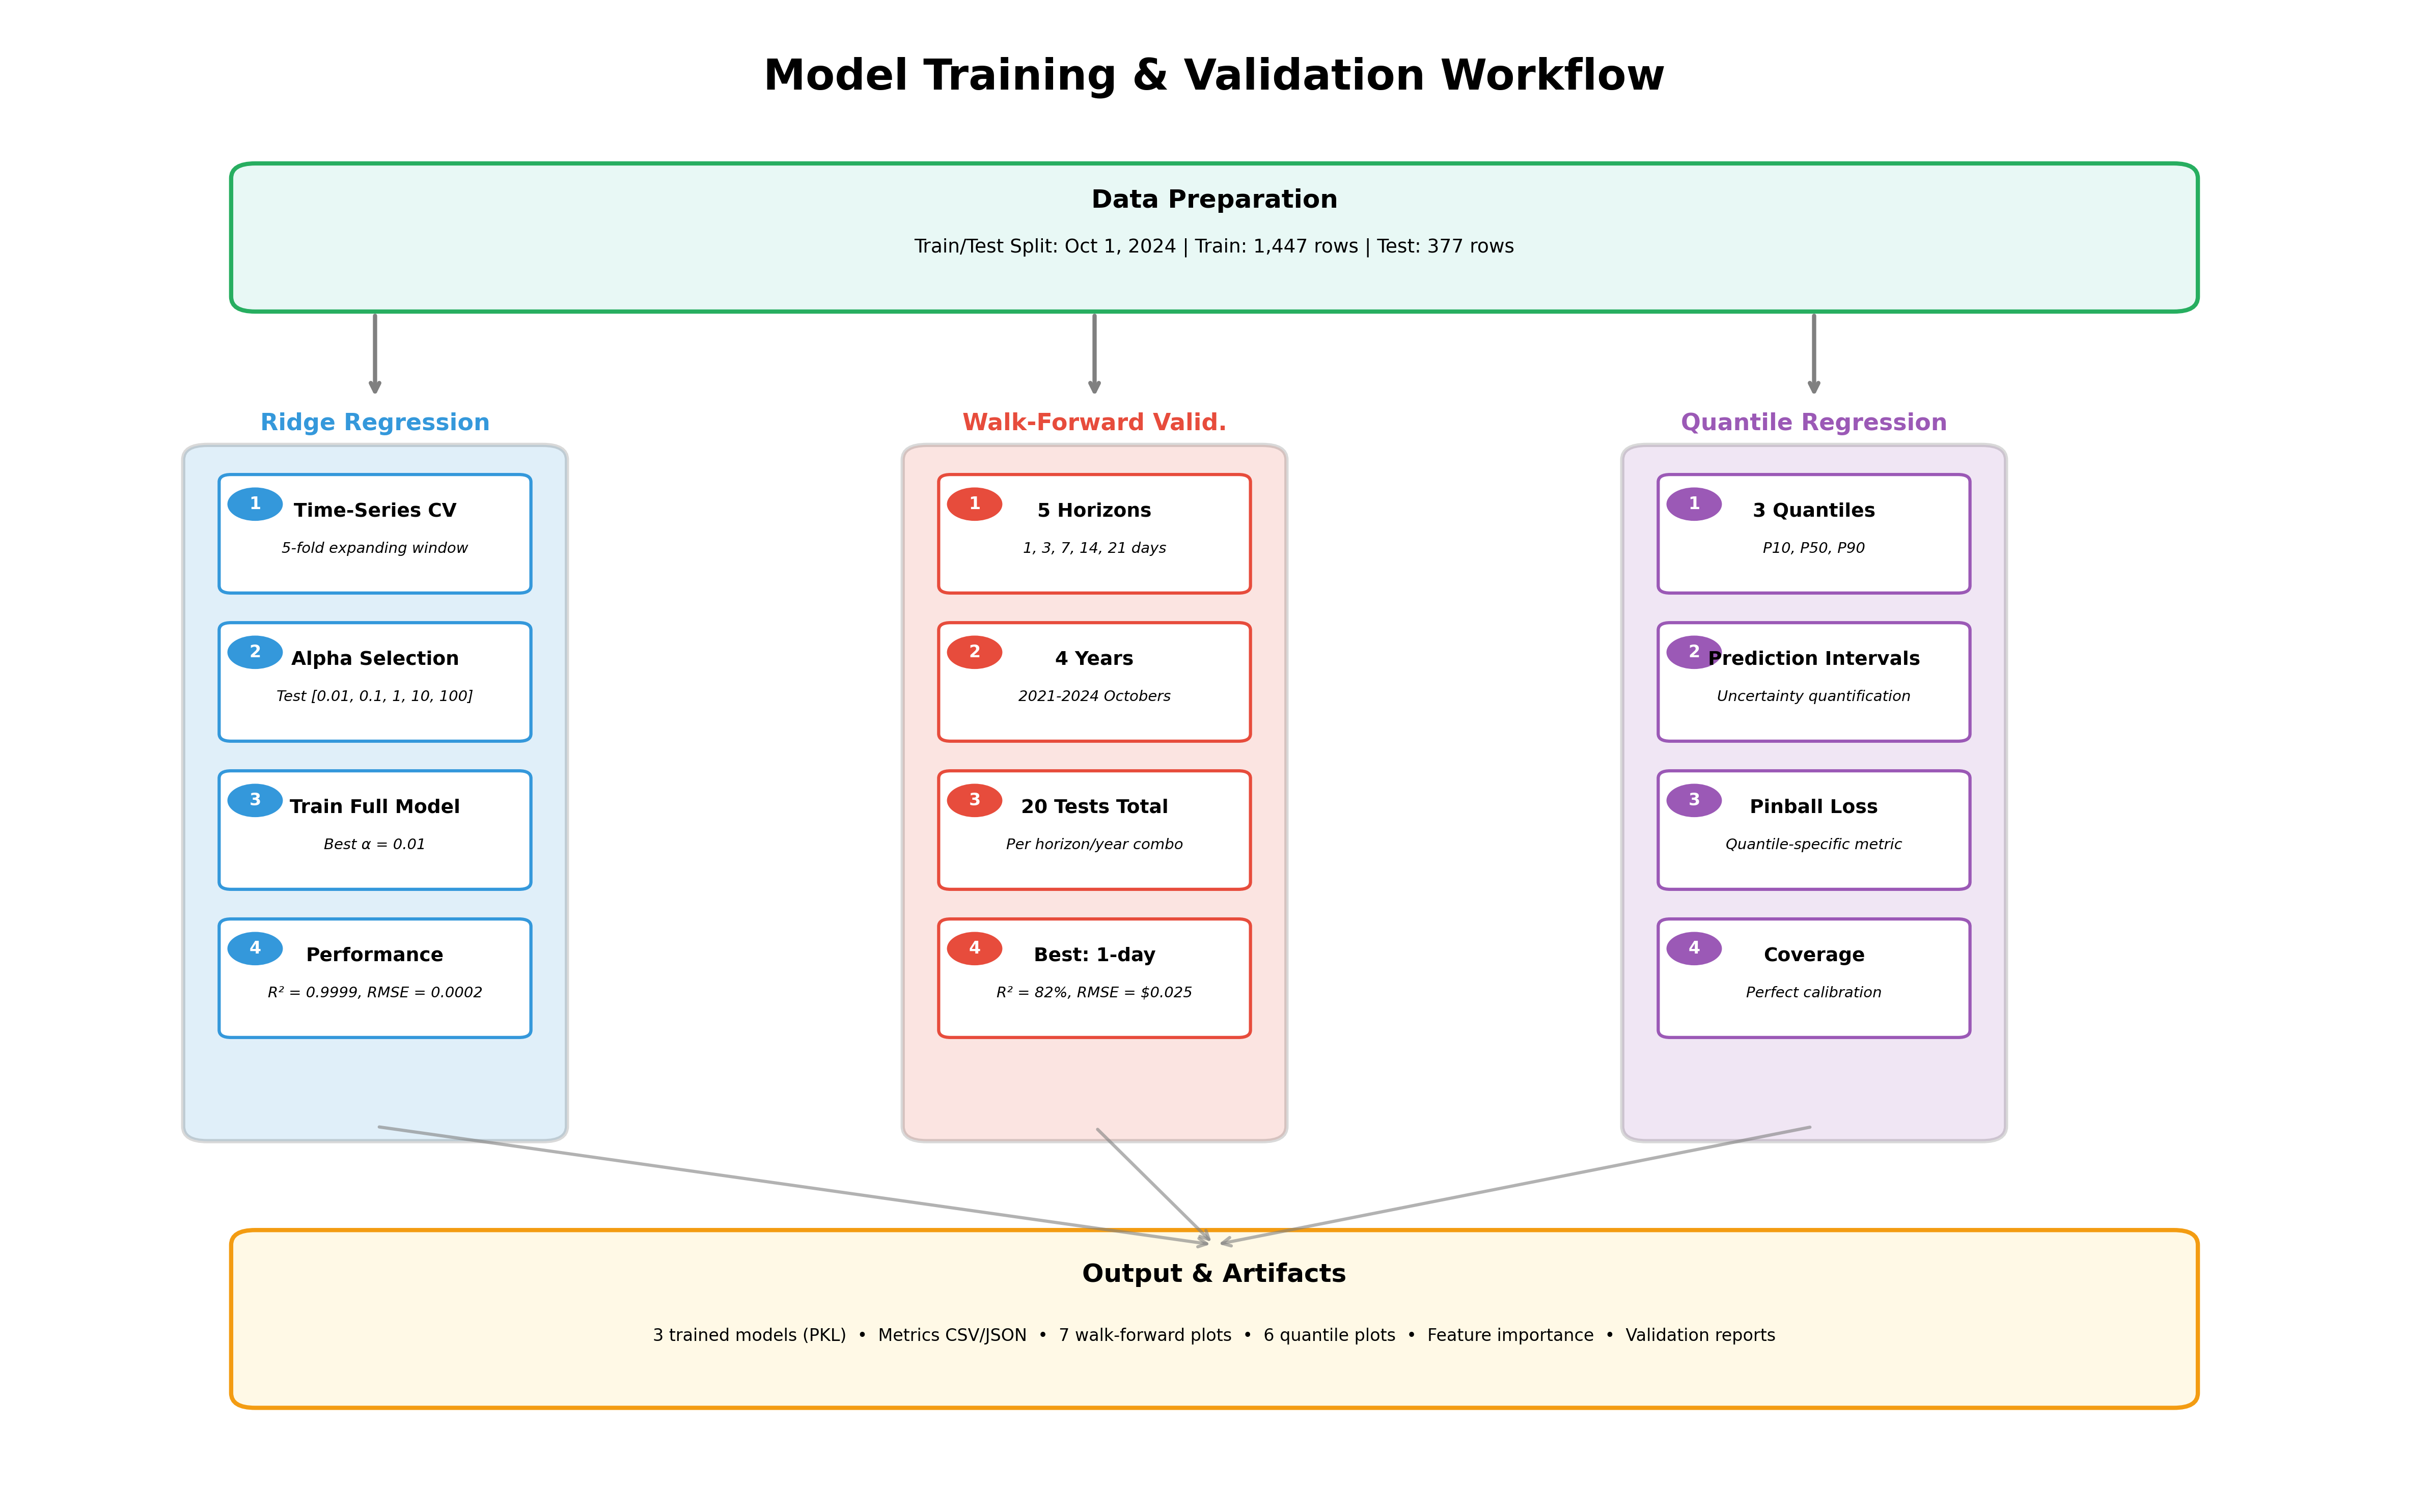 Model Training & Validation Workflow
Data Preparation
Train/Test Split: Oct 1, 2024 | Train: 1,447 rows | Test: 377 rows
Ridge Regression
1
Time-Series CV
5-fold expanding window
2
Alpha Selection
Test [0.01, 0.1, 1, 10, 100]
3
Train Full Model
Best α = 0.01
4
Performance
R² = 0.9999, RMSE = 0.0002
Walk-Forward Valid.
1
5 Horizons
1, 3, 7, 14, 21 days
2
4 Years
2021-2024 Octobers
3
20 Tests Total
Per horizon/year combo
4
Best: 1-day
R² = 82%, RMSE = $0.025
Quantile Regression
1
3 Quantiles
P10, P50, P90
2
Prediction Intervals
Uncertainty quantification
3
Pinball Loss
Quantile-specific metric
4
Coverage
Perfect calibration
Output & Artifacts
3 trained models (PKL) • Metrics CSV/JSON • 7 walk-forward plots • 6 quantile plots • Feature importance • Validation reports